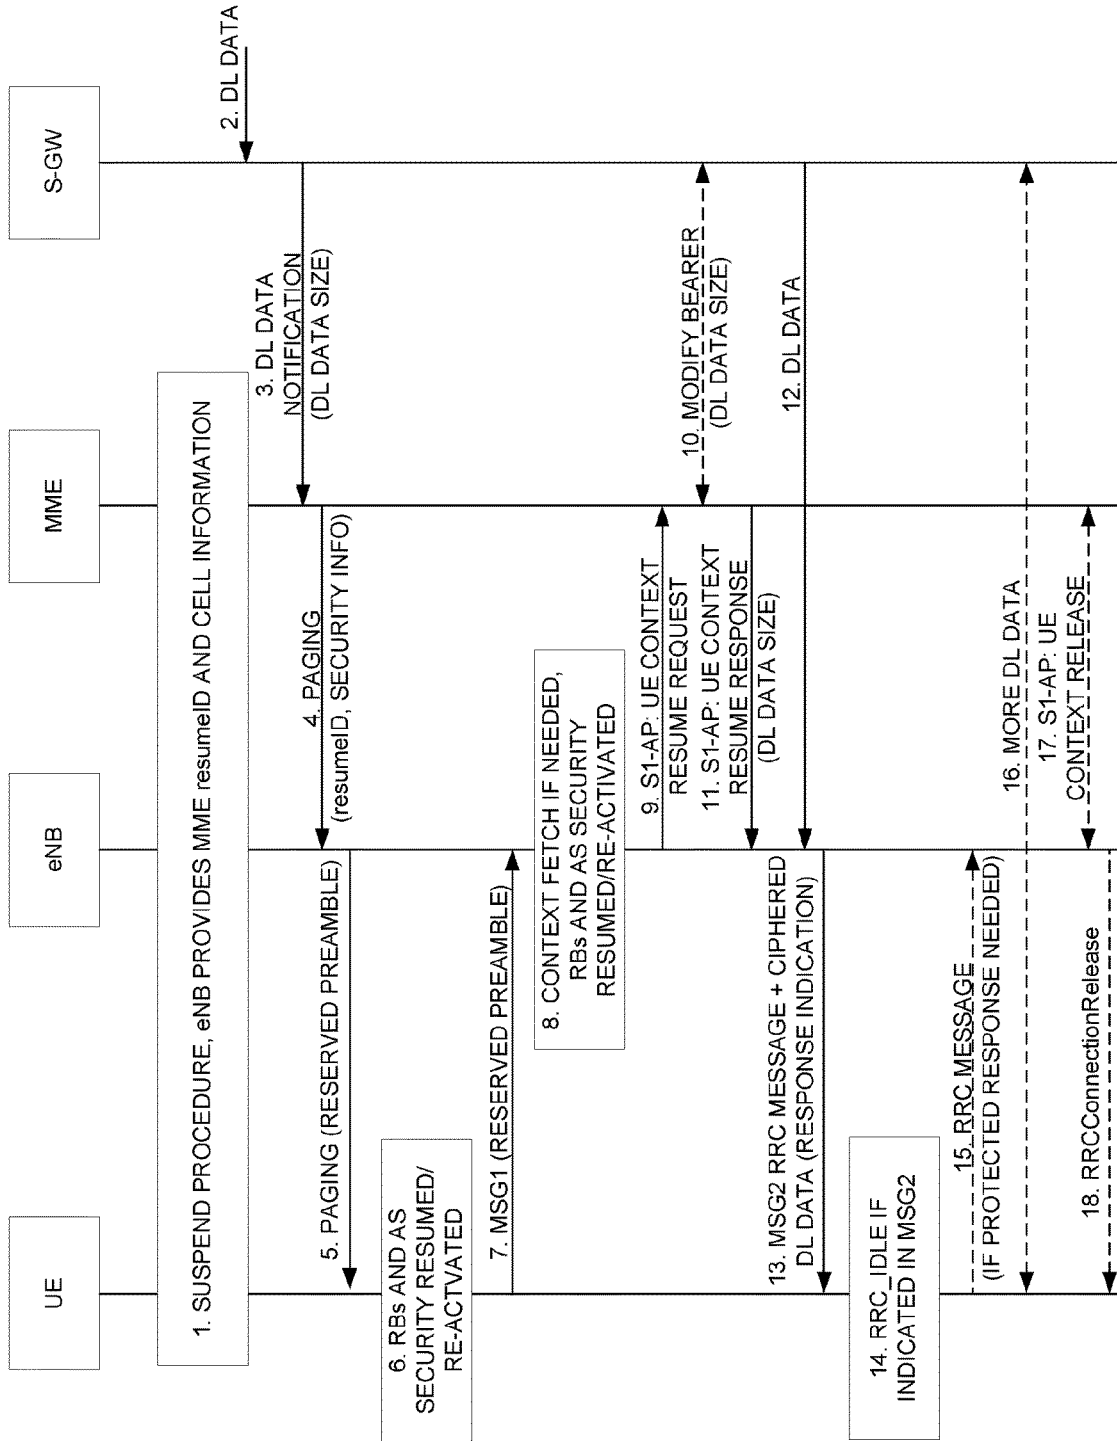 UE
eNB
MME
S-GW
1. SUSPEND PROCEDURE, eNB PROVIDES MME resumeID AND CELL INFORMATION
2. DL DATA
3. DL DATA
NOTIFICATION
(DL DATA SIZE)
4. PAGING
(resumeID, SECURITY INFO)
5. PAGING (RESERVED PREAMBLE)
6. RBs AND AS
SECURITY RESUMED/
RE-ACTVATED
7. MSG1 (RESERVED PREAMBLE)
8. CONTEXT FETCH IF NEEDED,
RBs AND AS SECURITY
RESUMED/RE-ACTIVATED
9. S1-AP: UE CONTEXT
RESUME REQUEST
10. MODIFY BEARER
(DL DATA SIZE)
11. S1-AP: UE CONTEXT
RESUME RESPONSE
(DL DATA SIZE)
12. DL DATA
13. MSG2 RRC MESSAGE + CIPHERED
DL DATA (RESPONSE INDICATION)
14. RRC_IDLE IF
INDICATED IN MSG2
15. RRC MESSAGE
(IF PROTECTED RESPONSE NEEDED)
16. MORE DL DATA
17. S1-AP: UE
CONTEXT RELEASE
18. RRCConnectionRelease